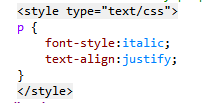 <style type="text/css">
p {
    font-style:italic;
    text-align:justify;
}
</style>